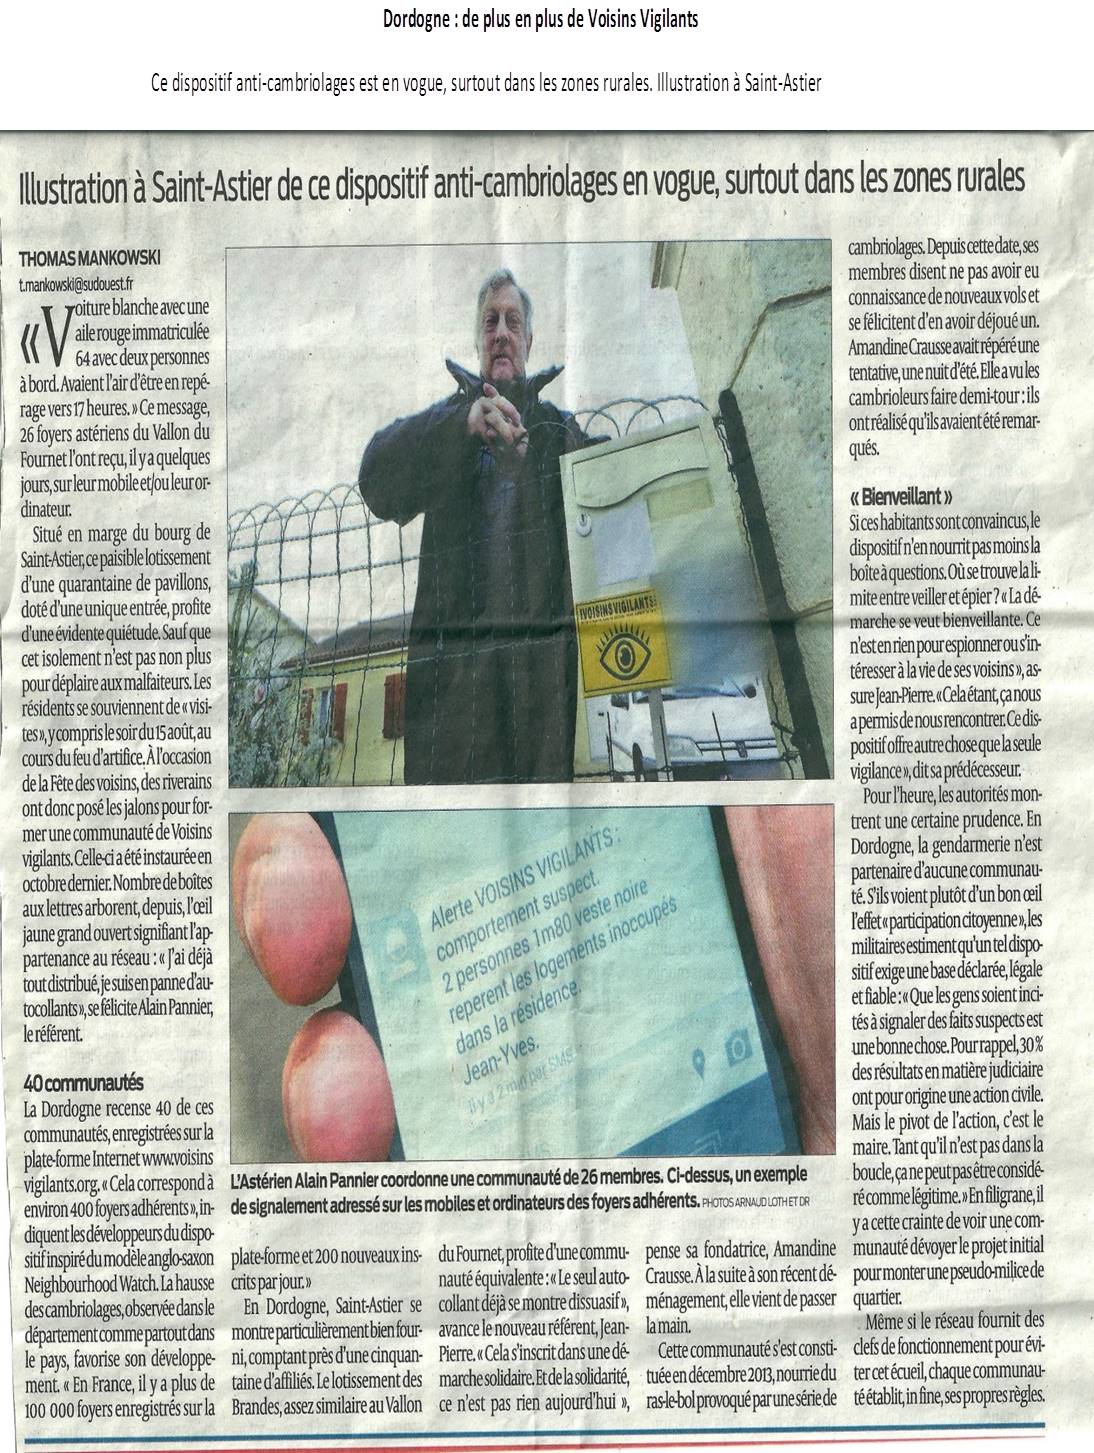 Dordogne : de plus en plus de Voisins Vigilants
Ce dispositif anti-cambriolages est en vogue, surtout dans les zones rurales. Illustration à Saint-Astier
Illustration à Saint-Astier de ce dispositif anti-cambriolages en vogue, surtout dans les zones rurales
THOMAS MANKOWSKI
t.mankowski@sudouest.fr
« Voiture blanche avec une
aile rouge immatriculée
64 avec deux personnes
à bord. Avaient l'air d'être en repé-
rage vers 17 heures. » Ce message,
26 foyers astériens du Vallon du
Fournet l'ont reçu, il y a quelques
jours, sur leur mobile et/ou leur or-
dinateur.
Situé en marge du bourg de
Saint-Astier, ce paisible lotissement
d'une quarantaine de pavillons,
doté d'une unique entrée, profite
d'une évidente quiétude. Sauf que
cet isolement n'est pas non plus
pour déplaire aux malfaiteurs. Les
résidents se souviennent de « visi-
tes », y compris le soir du 15 août, au
cours du feu d'artifice. À l'occasion
de la Fête des voisins, des riverains
ont donc posé les jalons pour for-
mer une communauté de Voisins
vigilants. Celle-ci a été instaurée en
octobre dernier. Nombre de boîtes
aux lettres arborent, depuis, l'œil
jaune grand ouvert signifiant l'ap-
partenance au réseau : « J'ai déjà
tout distribué, je suis en panne d'au-
tocollants », se félicite Alain Pannier,
le référent.
40 communautés
La Dordogne recense 40 de ces
communautés, enregistrées sur la
plate-forme Internet www.voisins
vigilants.org. « Cela correspond à
environ 400 foyers adhérents », in-
diquent les développeurs du dispo-
sitif inspiré du modèle anglo-saxon
Neighbourhood Watch. La hausse
des cambriolages, observée dans le
département comme partout dans
le pays, favorise son développe-
ment. « En France, il y a plus de
100 000 foyers enregistrés sur la
VOISINS VIGILANTS
Alerte VOISINS VIGILANTS :
comportement suspect.
2 personnes 1m80 veste noire
reperent les logements inoccupés
dans la résidence.
Jean-Yves.
Il y a 2 min par SMS
L'Astérien Alain Pannier coordonne une communauté de 26 membres. Ci-dessus, un exemple
de signalement adressé sur les mobiles et ordinateurs des foyers adhérents. PHOTOS ARNAUD LOTH ET DR
plate-forme et 200 nouveaux ins-
crits par jour. »
En Dordogne, Saint-Astier se
montre particulièrement bien four-
ni, comptant près d'une cinquan-
taine d'affiliés. Le lotissement des
Brandes, assez similaire au Vallon
du Fournet, profite d'une commu-
nauté équivalente : « Le seul auto-
collant déjà se montre dissuasif »,
avance le nouveau référent, Jean-
Pierre. « Cela s'inscrit dans une dé-
marche solidaire. Et de la solidarité,
ce n'est pas rien aujourd'hui »,
pense sa fondatrice, Amandine
Crausse. À la suite à son récent dé-
ménagement, elle vient de passer
la main.
Cette communauté s'est consti-
tuée en décembre 2013, nourrie du
ras-le-bol provoqué par une série de
cambriolages. Depuis cette date, ses
membres disent ne pas avoir eu
connaissance de nouveaux vols et
se félicitent d'en avoir déjoué un.
Amandine Crausse avait répéré une
tentative, une nuit d'été. Elle a vu les
cambrioleurs faire demi-tour : ils
ont réalisé qu'ils avaient été remar-
qués.
« Bienveillant »
Si ces habitants sont convaincus, le
dispositif n'en nourrit pas moins la
boîte à questions. Où se trouve la li-
mite entre veiller et épier ? « La dé-
marche se veut bienveillante. Ce
n'est en rien pour espionner ou s'in-
téresser à la vie de ses voisins », as-
sure Jean-Pierre. « Cela étant, ça nous
a permis de nous rencontrer. Ce dis-
positif offre autre chose que la seule
vigilance », dit sa prédécesseur.
Pour l'heure, les autorités mon-
trent une certaine prudence. En
Dordogne, la gendarmerie n'est
partenaire d'aucune communau-
té. S'ils voient plutôt d'un bon œil
l'effet « participation citoyenne », les
militaires estiment qu'un tel dispo-
sitif exige une base déclarée, légale
et fiable : « Que les gens soient inci-
tés à signaler des faits suspects est
une bonne chose. Pour rappel, 30 %
des résultats en matière judiciaire
ont pour origine une action civile.
Mais le pivot de l'action, c'est le
maire. Tant qu'il n'est pas dans la
boucle, ça ne peut pas être considé-
ré comme légitime. » En filigrane, il
y a cette crainte de voir une com-
munauté dévoyer le projet initial
pour monter une pseudo-milice de
quartier.
Même si le réseau fournit des
clefs de fonctionnement pour évi-
ter cet écueil, chaque communau-
té établit, in fine, ses propres règles.